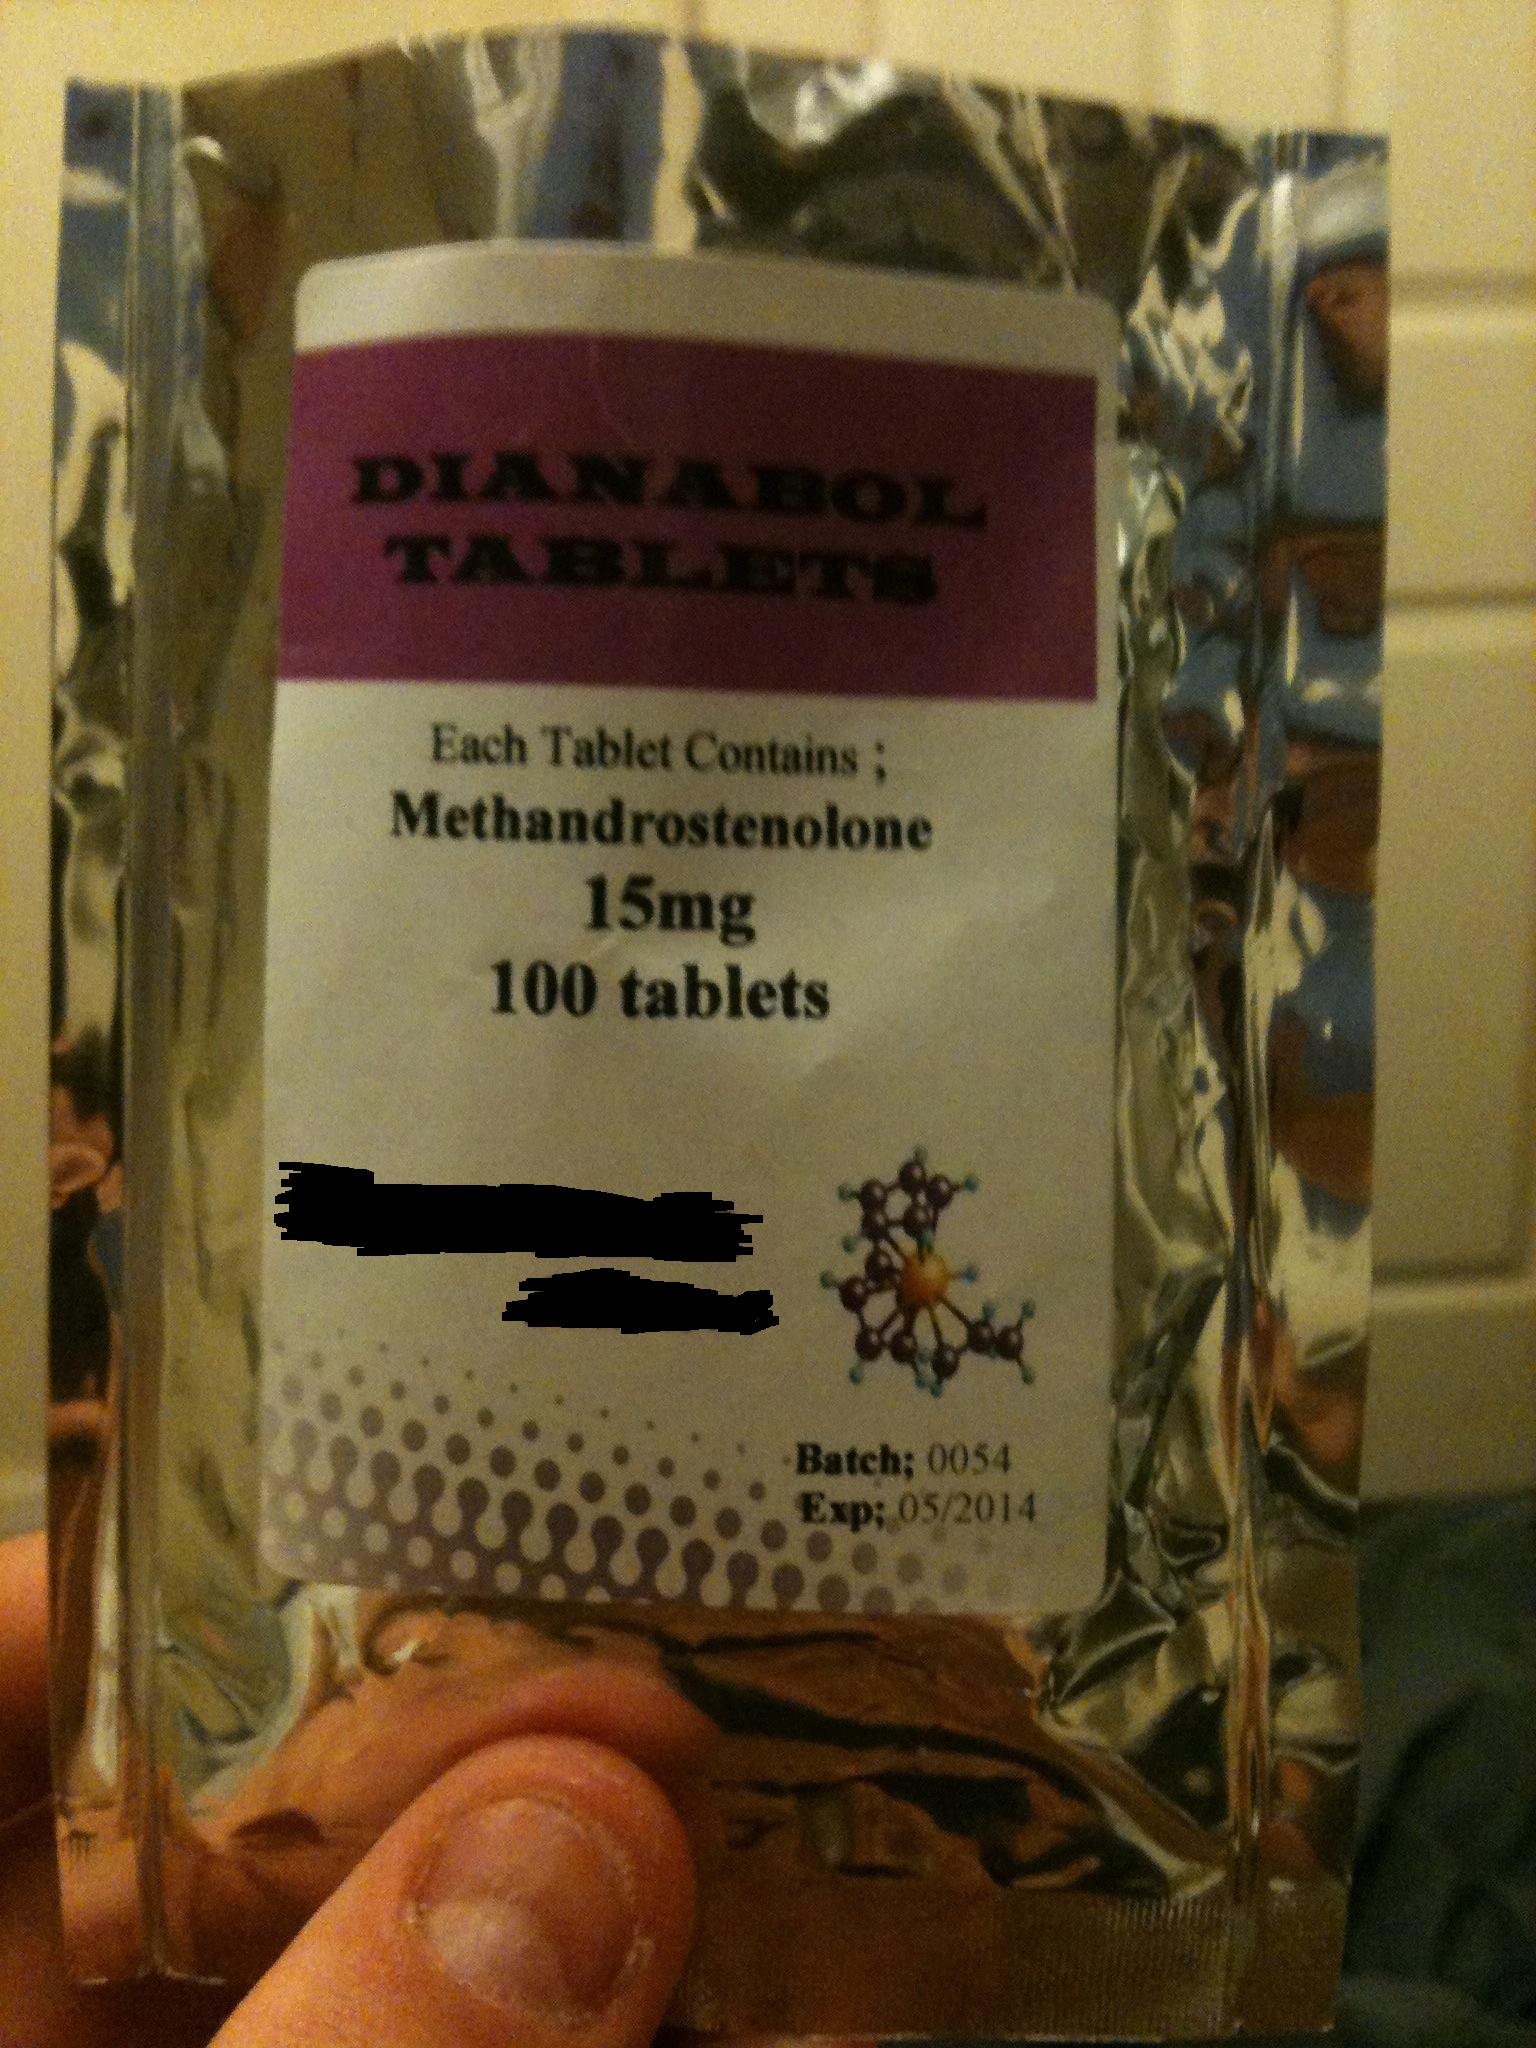 DIANABOL
TABLETS
Each Tablet Contains ;
Methandrostenolone
15mg
100 tablets
Batch; 0054
Exp; 05/2014